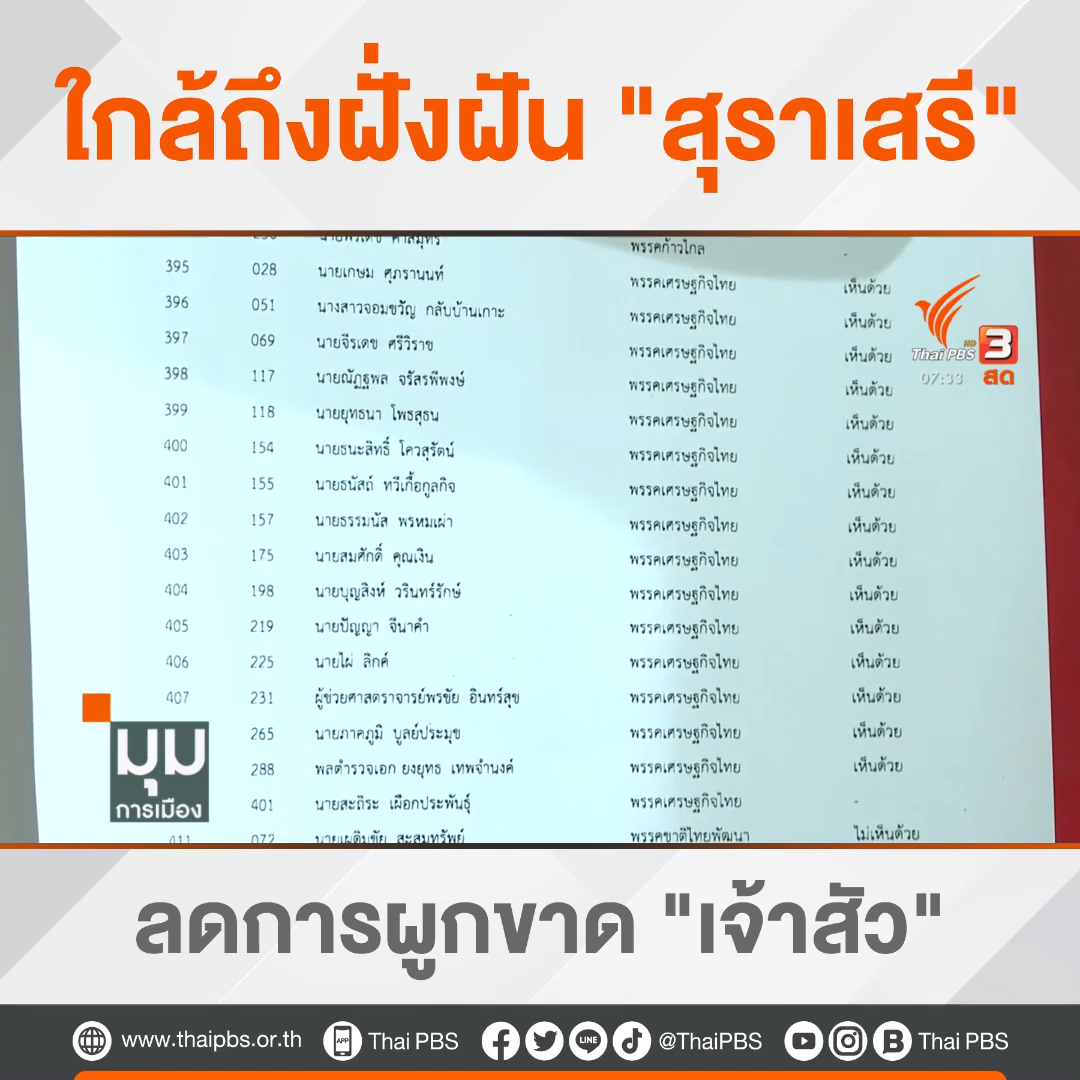 ใกล้ถึงฝั่งฝัน "สุราเสรี"
พรรคก้าวไกล -
395 028 นายเกษม ศุภรานนท์ พรรคเศรษฐกิจไทย เห็นด้วย
396 051 นางสาวจอมขวัญ กลับบ้านเกาะ พรรคเศรษฐกิจไทย เห็นด้วย
397 069 นายจีรเดช ศรีวิราช พรรคเศรษฐกิจไทย เห็นด้วย
398 117 นายณัฏฐพล จรัสรพีพงษ์ พรรคเศรษฐกิจไทย เห็นด้วย
399 118 นายยุทธนา โพธสุธน พรรคเศรษฐกิจไทย เห็นด้วย
400 154 นายธนะสิทธิ์ โควสุรัตน์ พรรคเศรษฐกิจไทย เห็นด้วย
401 155 นายธนัสถ์ ทวีเกื้อกูลกิจ พรรคเศรษฐกิจไทย เห็นด้วย
402 157 นายธรรมนัส พรหมเผ่า พรรคเศรษฐกิจไทย เห็นด้วย
403 175 นายสมศักดิ์ คุณเงิน พรรคเศรษฐกิจไทย เห็นด้วย
404 198 นายบุญสิงห์ วรินทร์รักษ์ พรรคเศรษฐกิจไทย เห็นด้วย
405 219 นายปัญญา จีนาคำ พรรคเศรษฐกิจไทย เห็นด้วย
406 225 นายไผ่ ลิกค์ พรรคเศรษฐกิจไทย เห็นด้วย
407 231 ผู้ช่วยศาสตราจารย์พรชัย อินทร์สุข พรรคเศรษฐกิจไทย เห็นด้วย
265 นายภาคภูมิ บูลย์ประมุข พรรคเศรษฐกิจไทย เห็นด้วย
288 พลตำรวจเอก ยงยุทธ เทพจำนงค์ พรรคเศรษฐกิจไทย เห็นด้วย
401 นายสะถิระ เผือกประพันธุ์ พรรคเศรษฐกิจไทย -
411 072 นายเผดิมชัย สะสมทรัพย์ พรรคชาติไทยพัฒนา ไม่เห็นด้วย
Thai PBS HD 3
07:33 สด
มุม
การเมือง
ลดการผูกขาด "เจ้าสัว"
www.thaipbs.or.th APP Thai PBS LINE @ThaiPBS Thai PBS